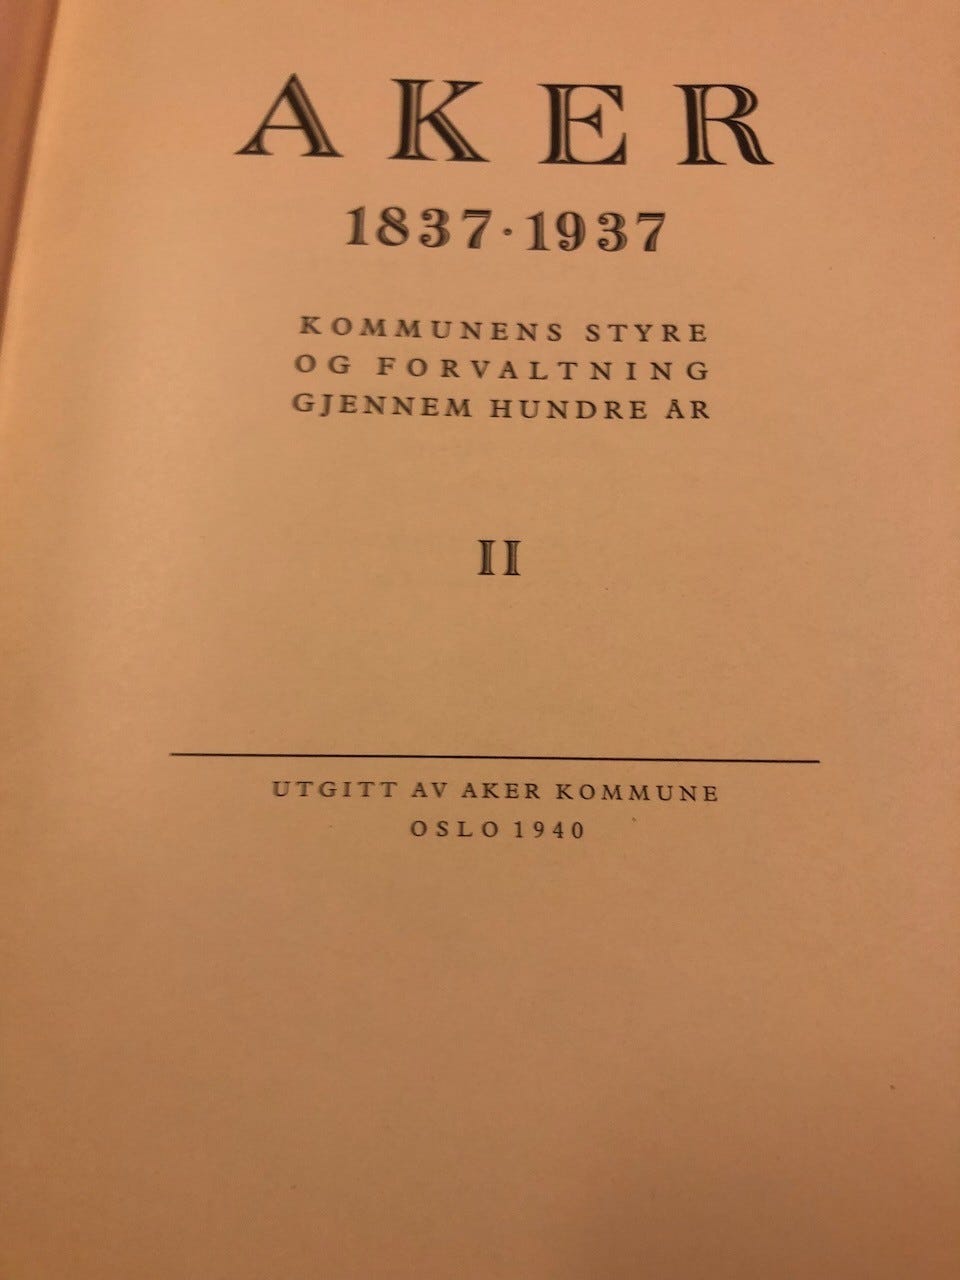 AKER
1837·1937
KOMMUNENS STYRE
OG FORVALTNING
GJENNEM HUNDRE ÅR
II
UTGITT AV AKER KOMMUNE
OSLO 1940